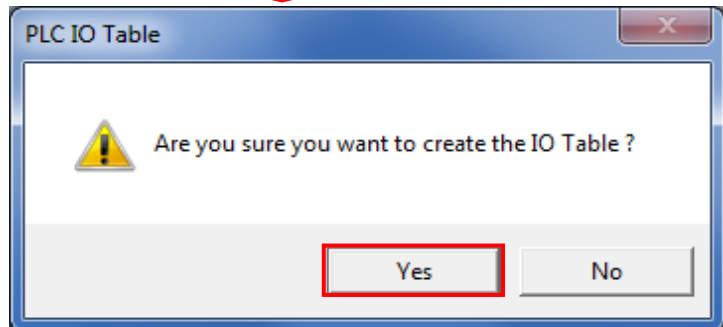 PLC IO Table
Are you sure you want to create the IO Table ?
Yes
No